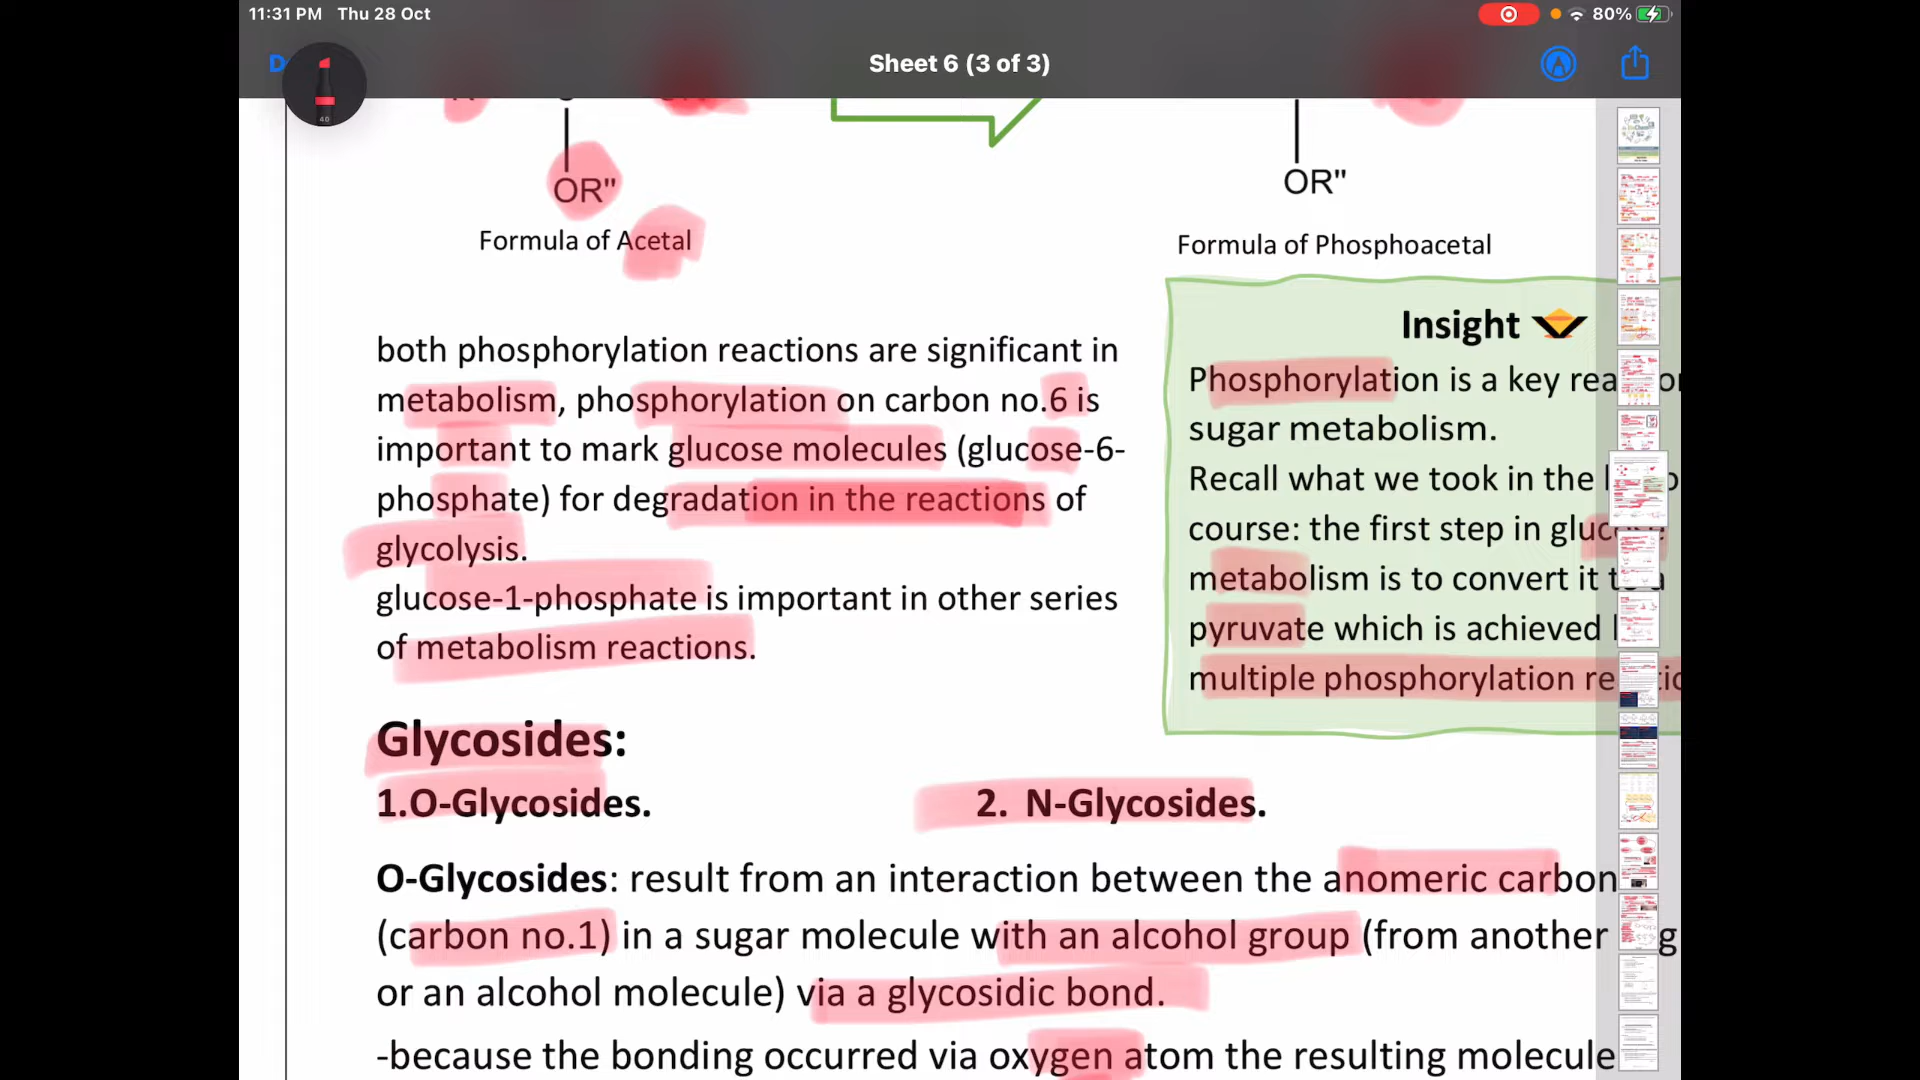 11:31 PM Thu 28 Oct
80%
Sheet 6 (3 of 3)
40
OR"
OR"
Formula of Acetal
Formula of Phosphoacetal
both phosphorylation reactions are significant in
metabolism, phosphorylation on carbon no.6 is
important to mark glucose molecules (glucose-6-
phosphate) for degradation in the reactions of
glycolysis.
glucose-1-phosphate is important in other series
of metabolism reactions.
Insight
Phosphorylation is a key
sugar metabolism.
Recall what we took in the
course: the first step in glucose
metabolism is to convert it to a
pyruvate which is achieved
multiple phosphorylation
Glycosides:
1.O-Glycosides.
2. N-Glycosides.
O-Glycosides: result from an interaction between the anomeric carbon
(carbon no.1) in a sugar molecule with an alcohol group (from another
or an alcohol molecule) via a glycosidic bond.
-because the bonding occurred via oxygen atom the resulting molecule